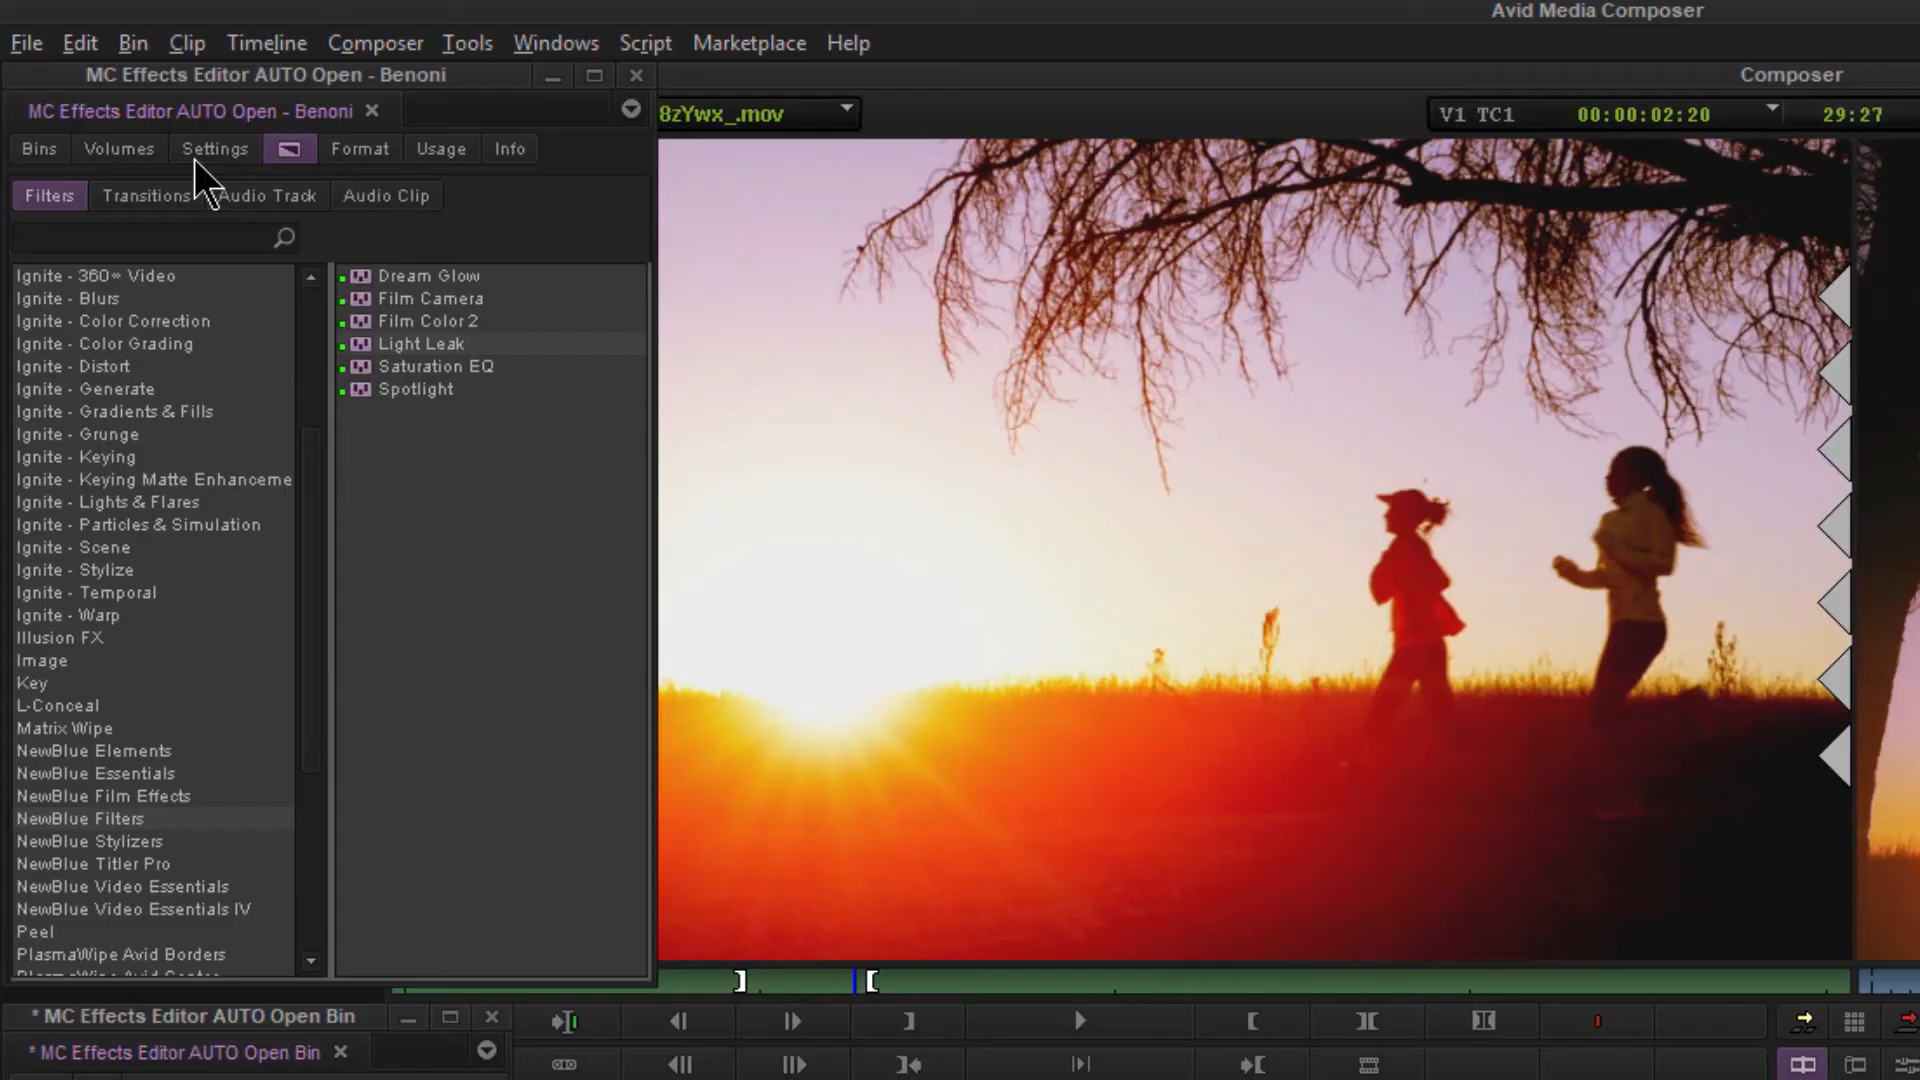 Avid Media Composer
File Edit Bin Clip Timeline Composer Tools Windows Script Marketplace Help
MC Effects Editor AUTO Open - Benoni
Composer
MC Effects Editor AUTO Open - Benoni
8zYwx_.mov
V1 TC1 00:00:02:20 29:27
Bins Volumes Settings Format Usage Info
Filters Transitions Audio Track Audio Clip
Ignite - 360° Video
Ignite - Blurs
Ignite - Color Correction
Ignite - Color Grading
Ignite - Distort
Ignite - Generate
Ignite - Gradients & Fills
Ignite - Grunge
Ignite - Keying
Ignite - Keying Matte Enhanceme
Ignite - Lights & Flares
Ignite - Particles & Simulation
Ignite - Scene
Ignite - Stylize
Ignite - Temporal
Ignite - Warp
Illusion FX
Image
Key
L-Conceal
Matrix Wipe
NewBlue Elements
NewBlue Essentials
NewBlue Film Effects
NewBlue Filters
NewBlue Stylizers
NewBlue Titler Pro
NewBlue Video Essentials
NewBlue Video Essentials IV
Peel
PlasmaWipe Avid Borders
Dream Glow
Film Camera
Film Color 2
Light Leak
Saturation EQ
Spotlight
* MC Effects Editor AUTO Open Bin
* MC Effects Editor AUTO Open Bin